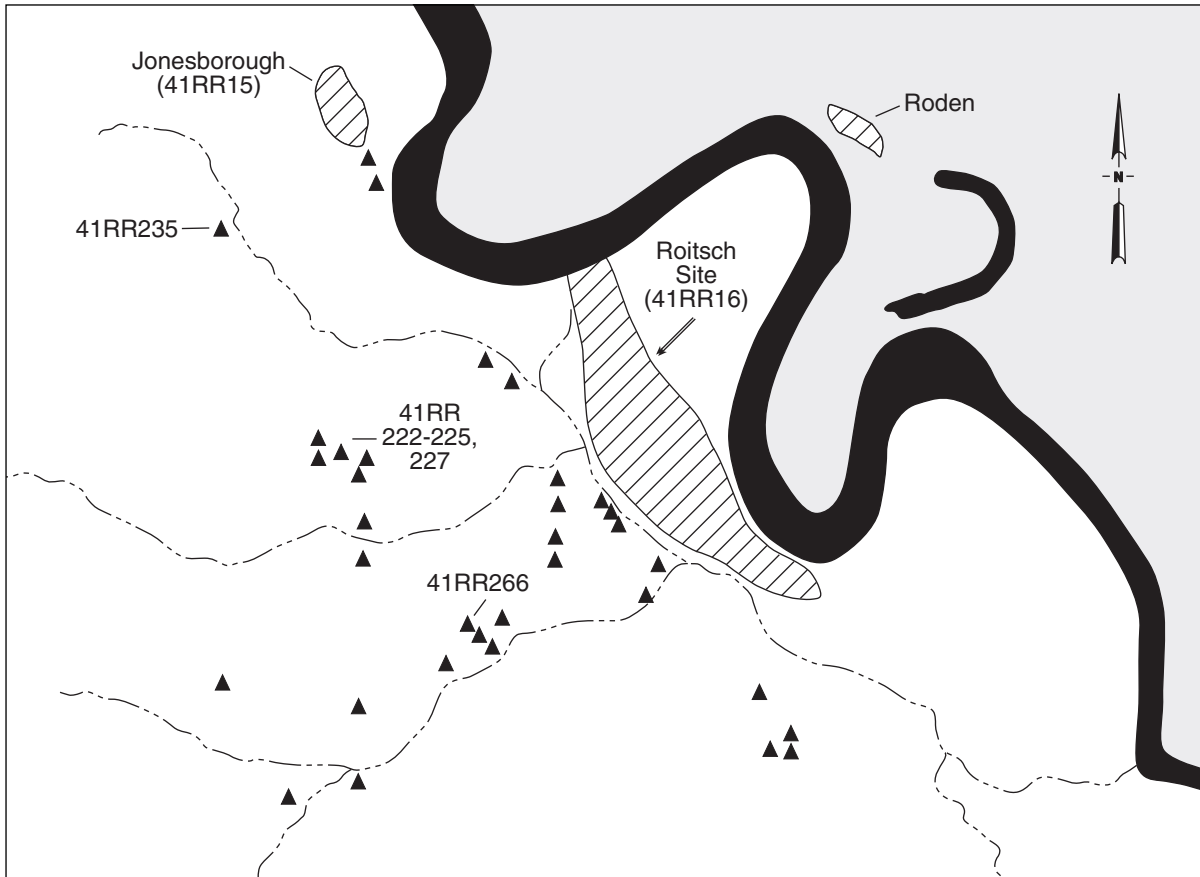 Jonesborough
(41RR15)
Roden
N
41RR235
Roitsch
Site
(41RR16)
41RR
222-225,
227
41RR266